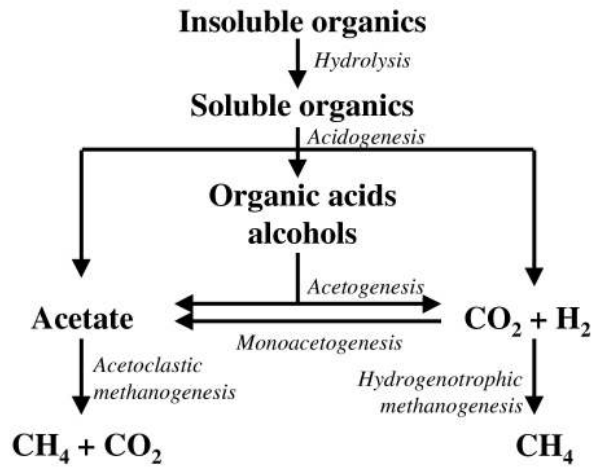 Insoluble organics
Hydrolysis
Soluble organics
Acidogenesis
Organic acids
alcohols
Acetogenesis
Acetate
CO₂ + H₂
Monoacetogenesis
Acetoclastic
methanogenesis
Hydrogenotrophic
methanogenesis
CH₄ + CO₂
CH₄